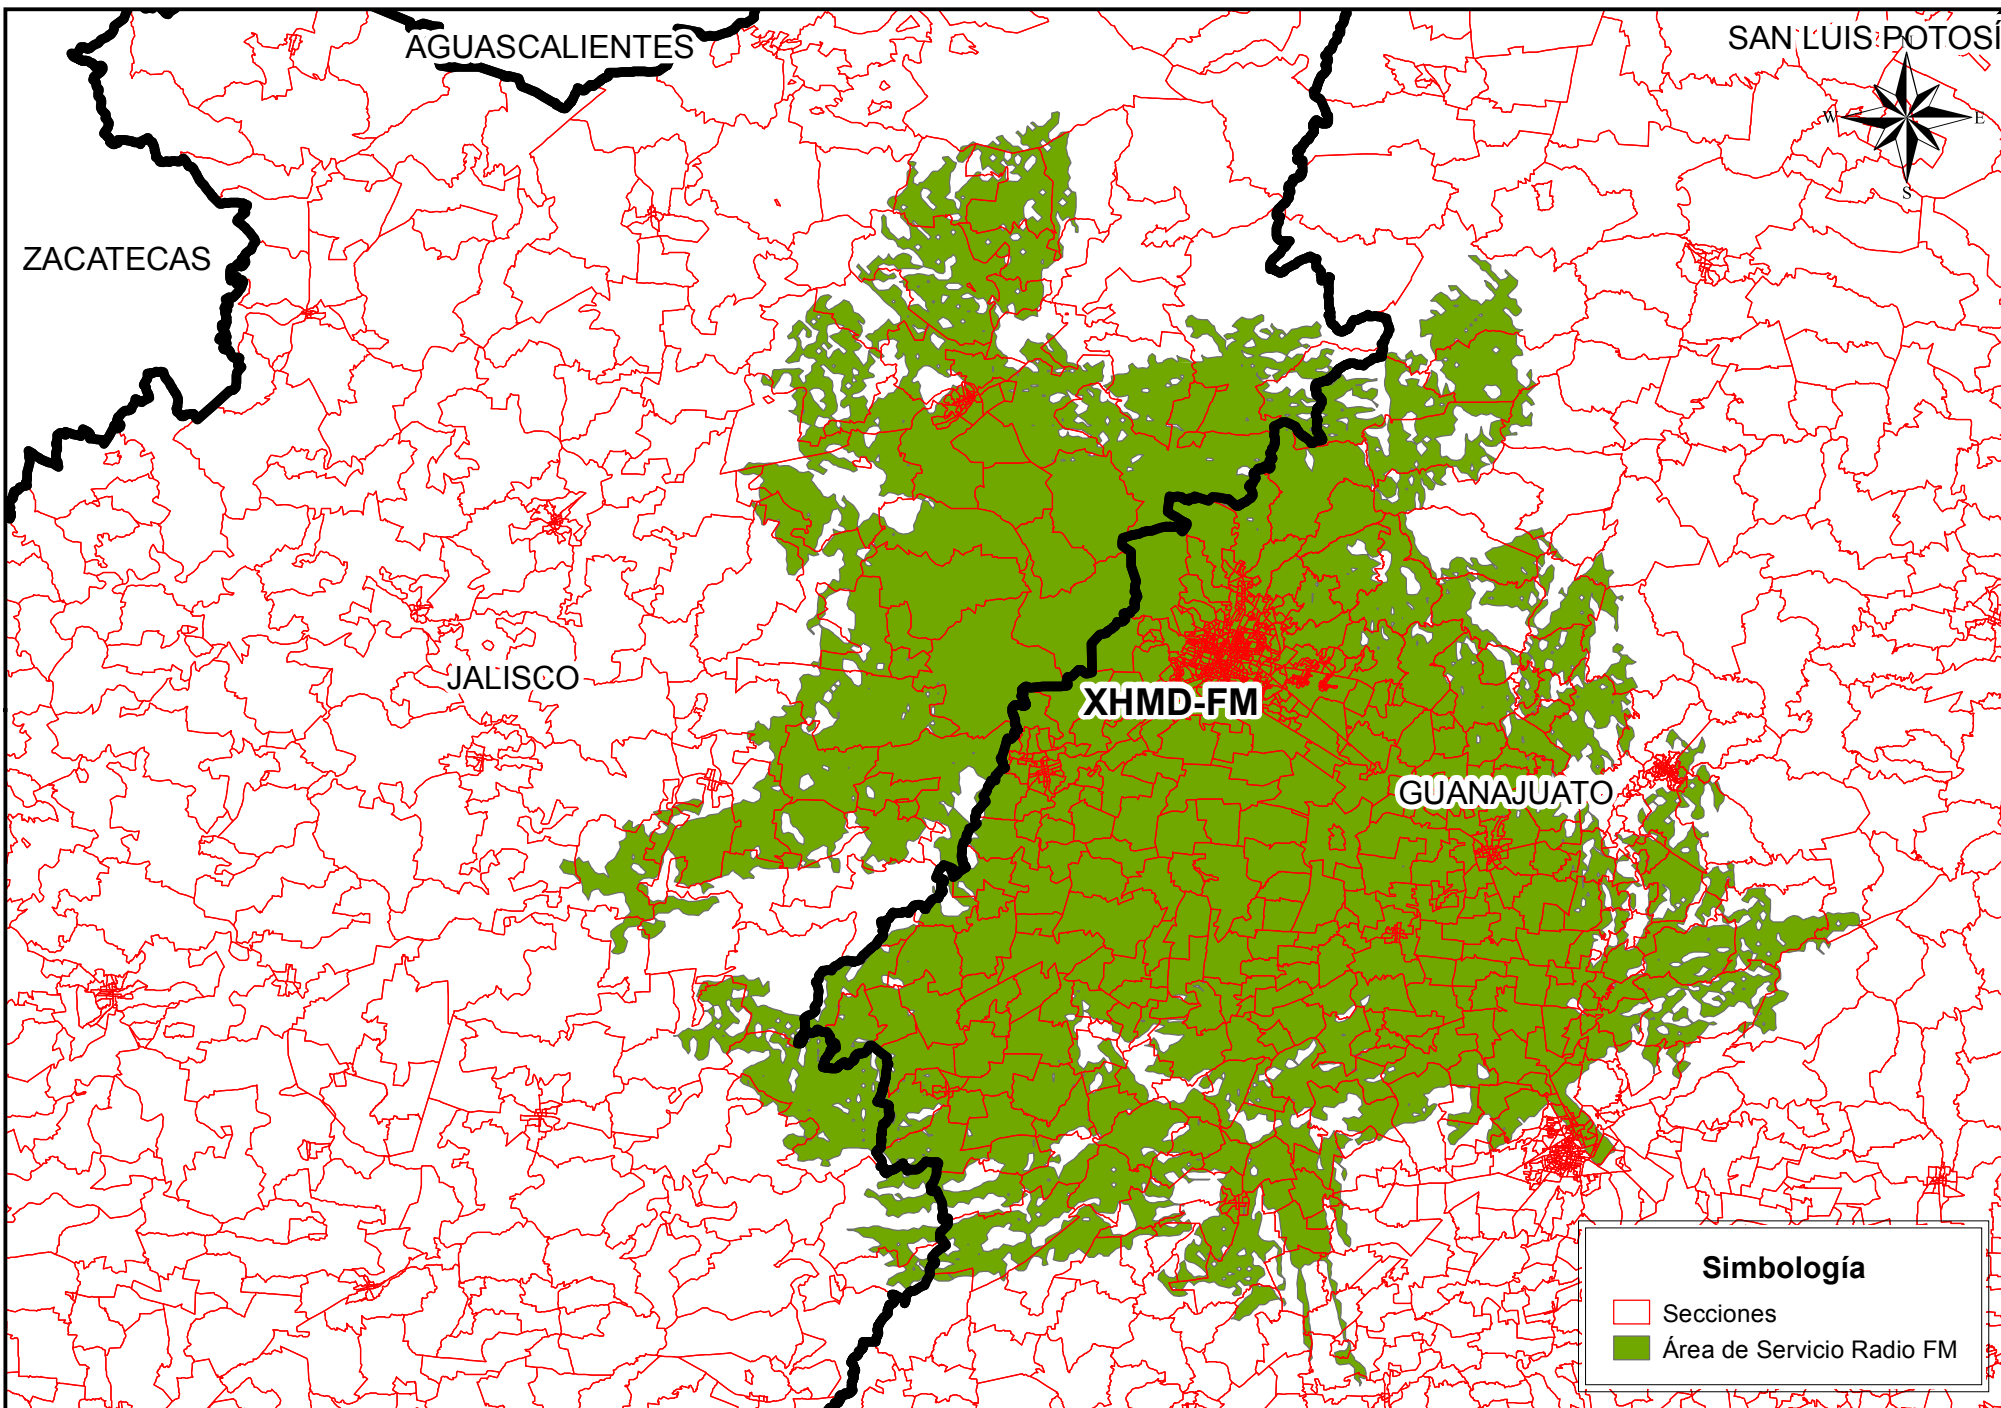 AGUASCALIENTES
SAN LUIS POTOSÍ
N
W
E
S
ZACATECAS
JALISCO
XHMD-FM
GUANAJUATO
Simbología
Secciones
Área de Servicio Radio FM